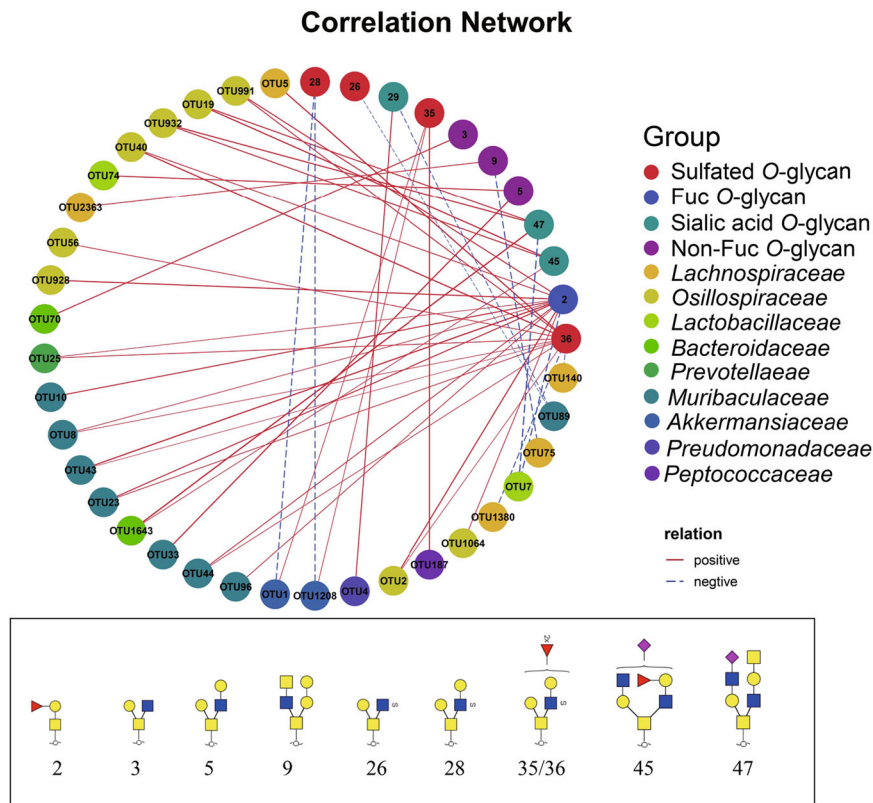 Correlation Network
OTU5
28
26
29
35
3
9
5
47
45
2
36
OTU140
OTU89
OTU75
OTU7
OTU1380
OTU1064
OTU187
OTU2
OTU4
OTU1208
OTU1
OTU96
OTU44
OTU33
OTU1643
OTU23
OTU43
OTU8
OTU10
OTU25
OTU70
OTU928
OTU56
OTU2363
OTU74
OTU40
OTU932
OTU19
OTU991
Group
Sulfated O-glycan
Fuc O-glycan
Sialic acid O-glycan
Non-Fuc O-glycan
Lachnospiraceae
Osillospiraceae
Lactobacillaceae
Bacteroidaceae
Prevotellaeae
Muribaculaceae
Akkermansiaceae
Preudomonadaceae
Peptococcaceae
relation
positive
negtive
2x
S
S
S
2
3
5
9
26
28
35/36
45
47